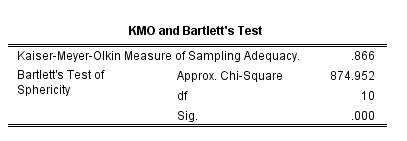 KMO and Bartlett's Test
Kaiser-Meyer-Olkin Measure of Sampling Adequacy. .866
Bartlett's Test of Approx. Chi-Square 874.952
Sphericity df 10
Sig. .000